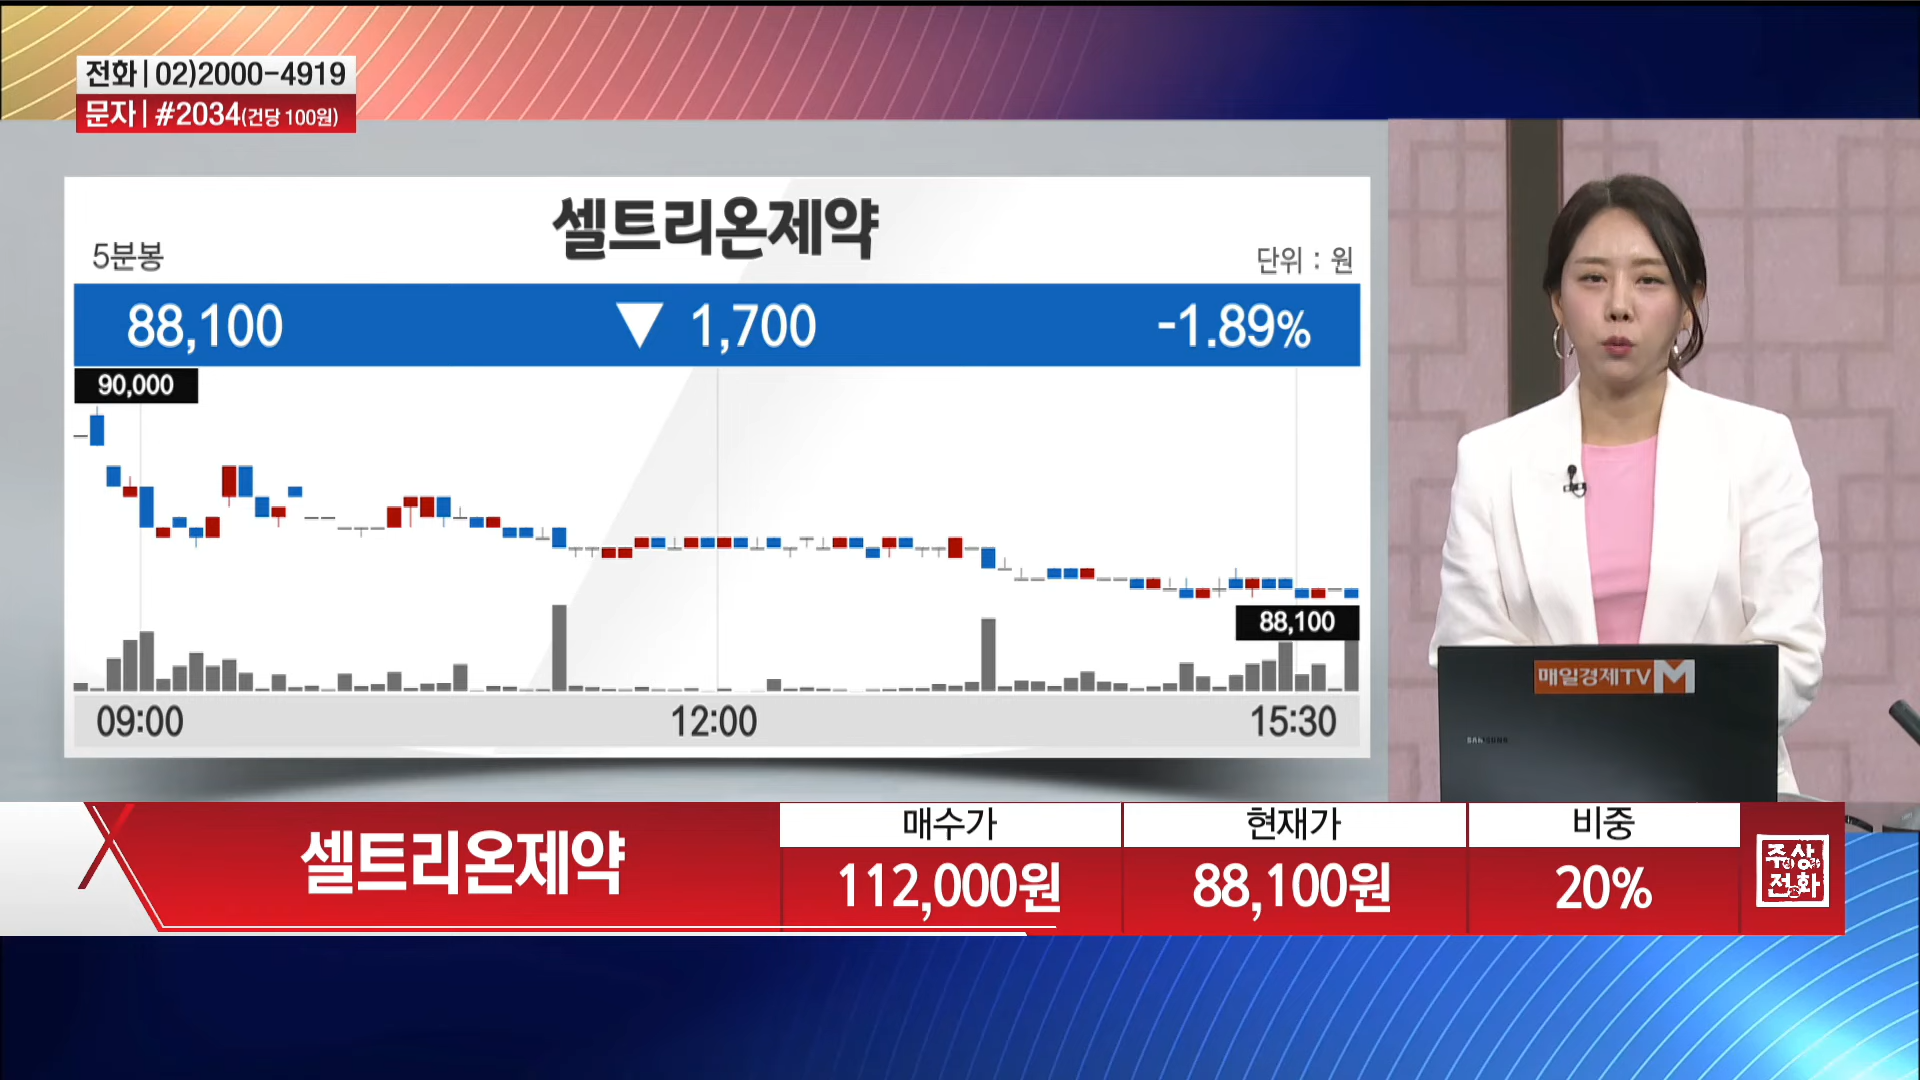 전화 | 02)2000-4919
문자 | #2034(건당 100원)
셀트리온제약
5분봉
단위 : 원
88,100 ▼ 1,700 -1.89%
90,000
88,100
09:00 12:00 15:30
매일경제TV M
SAMSUNG
셀트리온제약
매수가 현재가 비중
112,000원 88,100원 20%
주상
전화